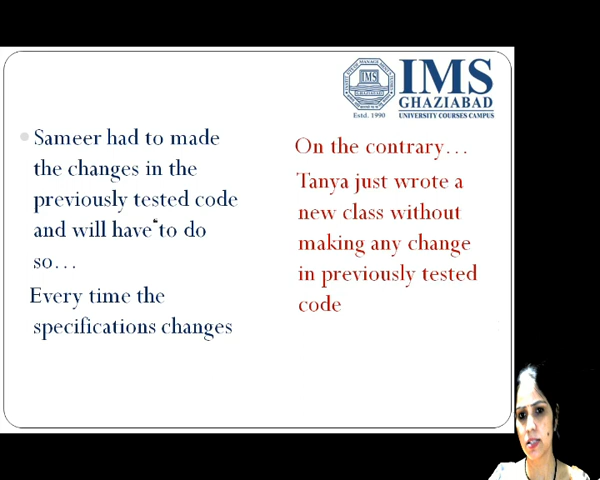 IMS
GHAZIABAD
Estd. 1990
UNIVERSITY COURSES CAMPUS
Sameer had to made
the changes in the
previously tested code
and will have to do
so...
Every time the
specifications changes
On the contrary...
Tanya just wrote a
new class without
making any change
in previously tested
code